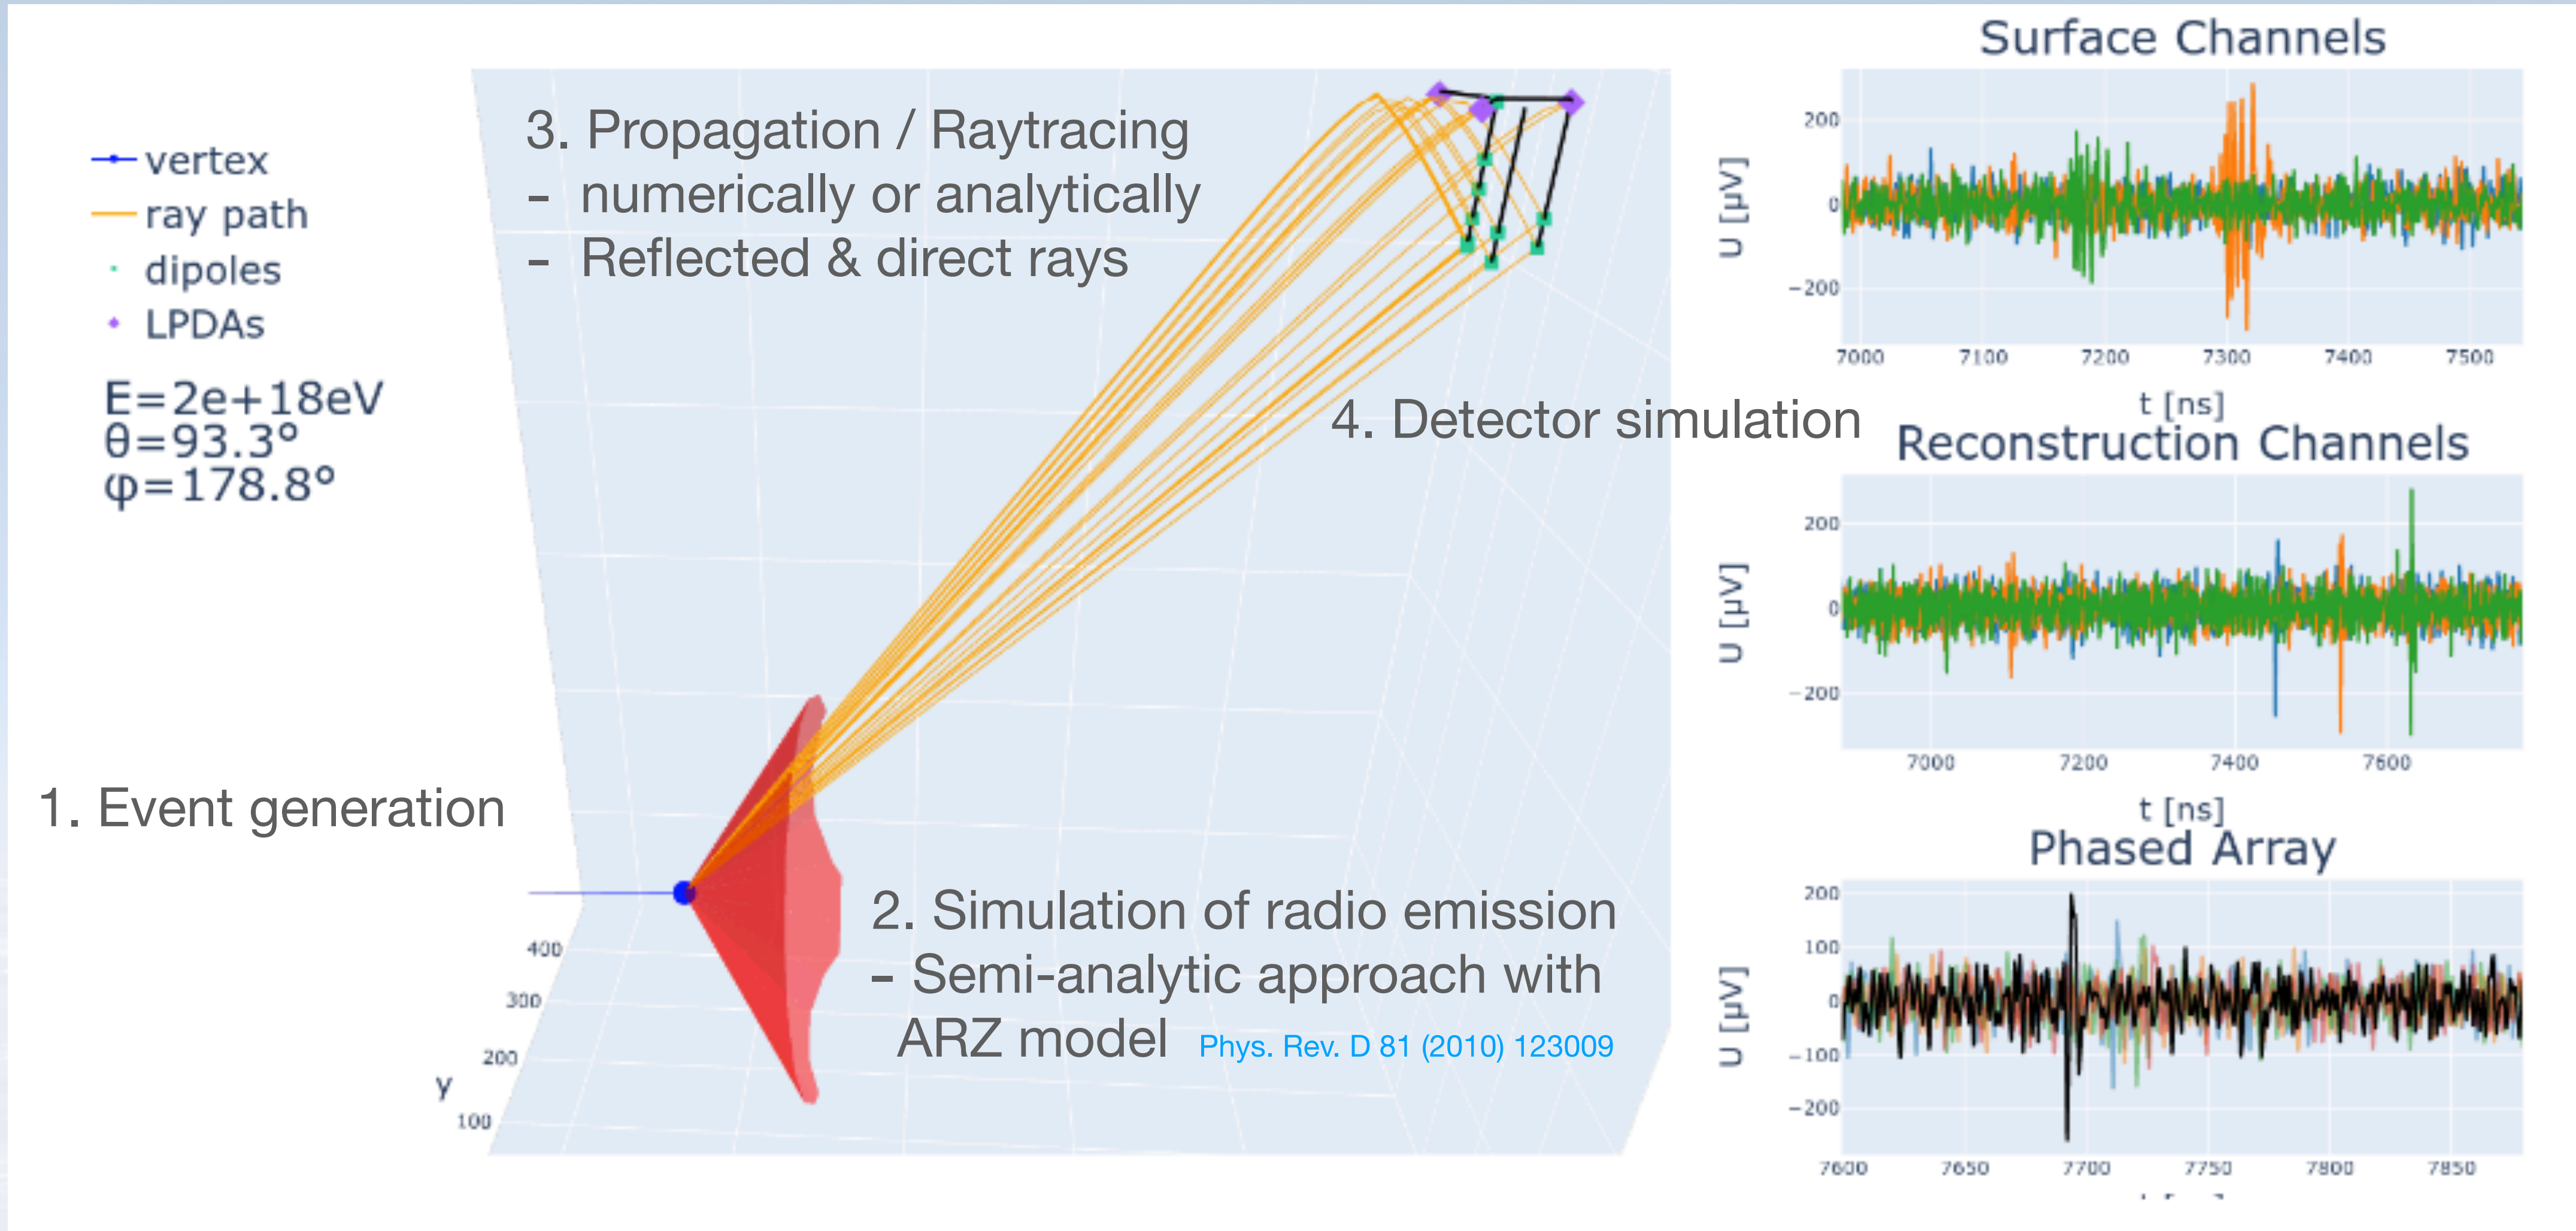 vertex
ray path
dipoles
LPDAs
E=2e+18eV
θ=93.3°
φ=178.8°
1. Event generation
3. Propagation / Raytracing
- numerically or analytically
- Reflected & direct rays
4. Detector simulation
2. Simulation of radio emission
- Semi-analytic approach with
ARZ model Phys. Rev. D 81 (2010) 123009
400
300
200
y
100
Surface Channels
U [μV]
200
0
−200
7000 7100 7200 7300 7400 7500
t [ns]
Reconstruction Channels
U [μV]
200
0
−200
7000 7200 7400 7600
t [ns]
Phased Array
U [μV]
200
100
0
−100
−200
7600 7650 7700 7750 7800 7850